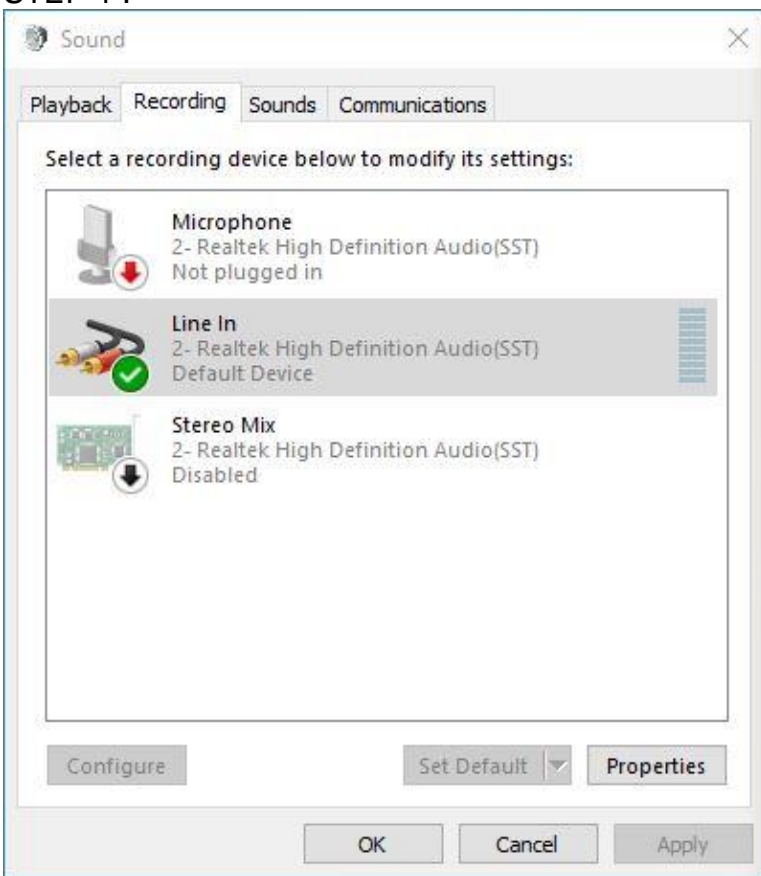 Sound
Playback Recording Sounds Communications
Select a recording device below to modify its settings:
Microphone
2- Realtek High Definition Audio(SST)
Not plugged in
Line In
2- Realtek High Definition Audio(SST)
Default Device
Stereo Mix
2- Realtek High Definition Audio(SST)
Disabled
Configure Set Default Properties
OK Cancel Apply